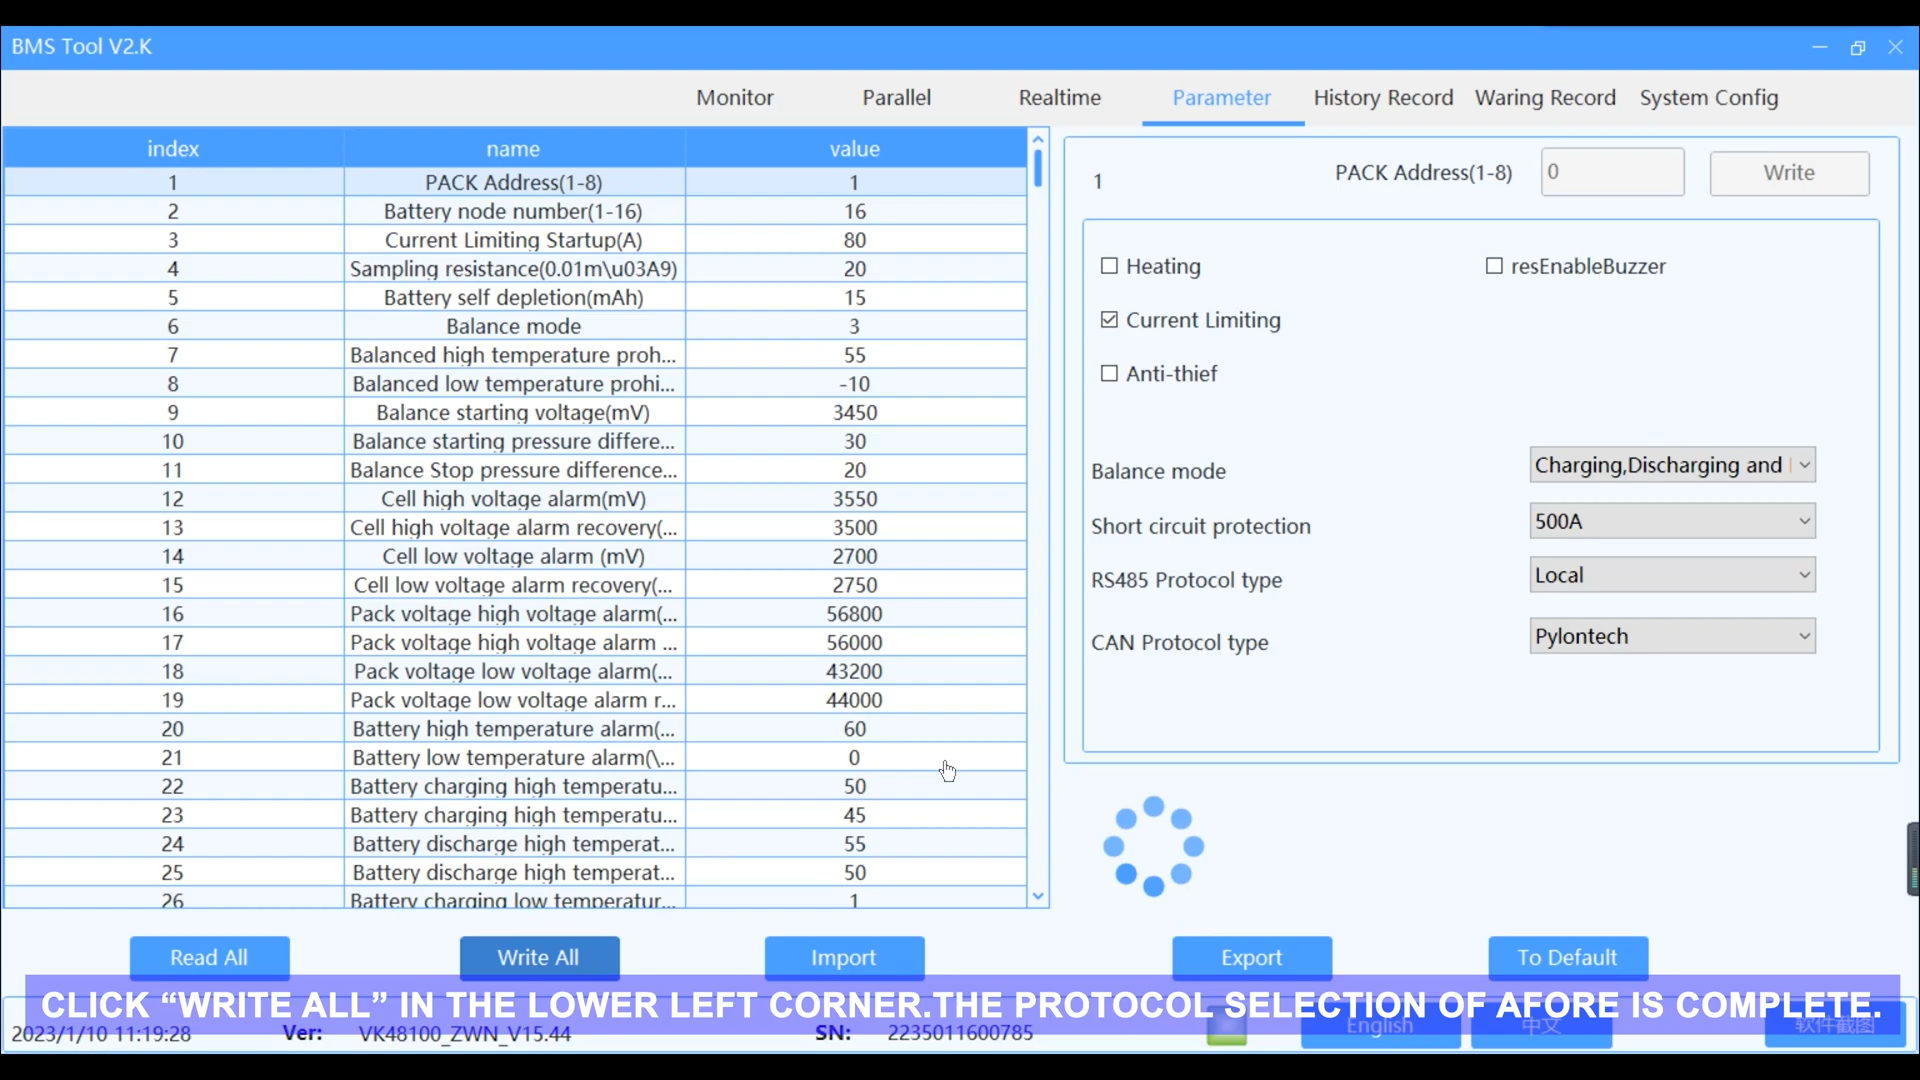 BMS Tool V2.K
Monitor Parallel Realtime Parameter History Record Waring Record System Config
index name value
1 PACK Address(1-8) 1
2 Battery node number(1-16) 16
3 Current Limiting Startup(A) 80
4 Sampling resistance(0.01m\u03A9) 20
5 Battery self depletion(mAh) 15
6 Balance mode 3
7 Balanced high temperature proh... 55
8 Balanced low temperature prohi... -10
9 Balance starting voltage(mV) 3450
10 Balance starting pressure differe... 30
11 Balance Stop pressure difference... 20
12 Cell high voltage alarm(mV) 3550
13 Cell high voltage alarm recovery(... 3500
14 Cell low voltage alarm (mV) 2700
15 Cell low voltage alarm recovery(... 2750
16 Pack voltage high voltage alarm(... 56800
17 Pack voltage high voltage alarm ... 56000
18 Pack voltage low voltage alarm(... 43200
19 Pack voltage low voltage alarm r... 44000
20 Battery high temperature alarm(... 60
21 Battery low temperature alarm(\... 0
22 Battery charging high temperatu... 50
23 Battery charging high temperatu... 45
24 Battery discharge high temperat... 55
25 Battery discharge high temperat... 50
26 Battery charging low temperatur... 1
1 PACK Address(1-8) 0 Write
Heating resEnableBuzzer
Current Limiting
Anti-thief
Balance mode Charging,Discharging and
Short circuit protection 500A
RS485 Protocol type Local
CAN Protocol type Pylontech
Read All Write All Import Export To Default
CLICK “WRITE ALL” IN THE LOWER LEFT CORNER.THE PROTOCOL SELECTION OF AFORE IS COMPLETE.
2023/1/10 11:19:28 Ver: VK48100_ZWN_V15.44 SN: 2235011600785 English 中文 软件截图